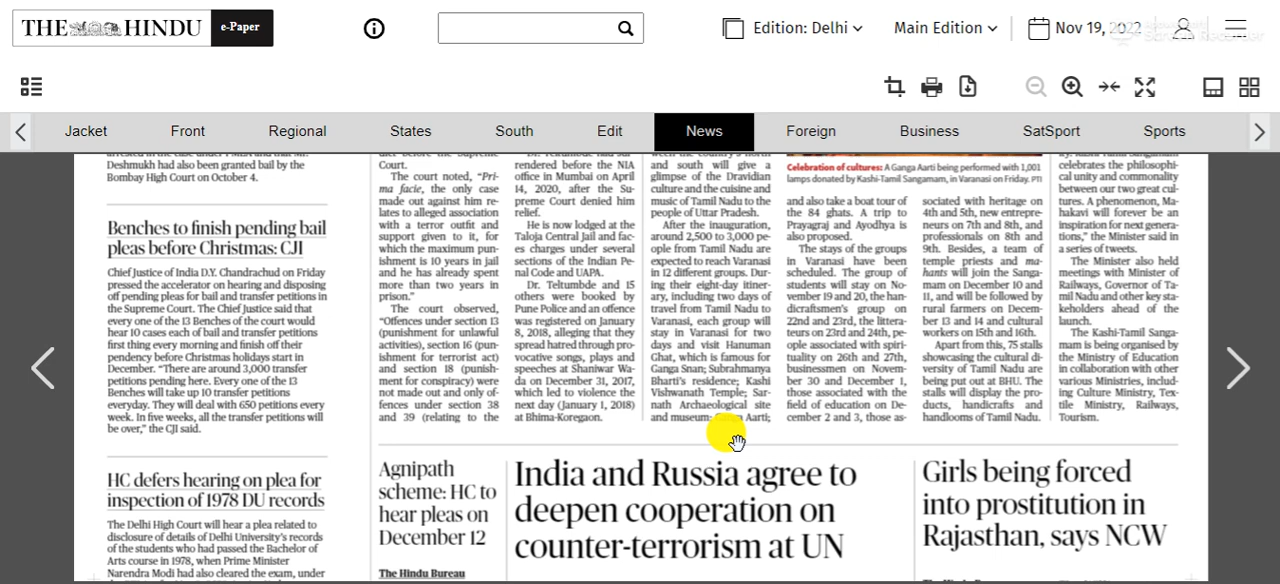 THE HINDU
e-Paper
Edition: Delhi
Main Edition
Nov 19, 2022
Jacket
Front
Regional
States
South
Edit
News
Foreign
Business
SatSport
Sports
Deshmukh had also been granted bail by the
Bombay High Court on October 4.
Benches to finish pending bail
pleas before Christmas: CJI
Chief Justice of India D.Y. Chandrachud on Friday
pressed the accelerator on hearing and disposing
off pending pleas for bail and transfer petitions in
the Supreme Court. The Chief Justice said that
every one of the 13 Benches of the court would
hear 10 cases each of bail and transfer petitions
first thing every morning and finish off their
pendency before Christmas holidays start in
December. “There are around 3,000 transfer
petitions pending here. Every one of the 13
Benches will take up 10 transfer petitions
everyday. They will deal with 650 petitions every
week. In five weeks, all the transfer petitions will
be over,” the CJI said.
HC defers hearing on plea for
inspection of 1978 DU records
The Delhi High Court will hear a plea related to
disclosure of details of Delhi University’s records
of the students who had passed the Bachelor of
Arts course in 1978, when Prime Minister
Narendra Modi had also cleared the exam, under
Court.
The court noted, “Pri-
ma facie, the only case
made out against him re-
lates to alleged association
with a terror outfit and
support given to it, for
which the maximum pun-
ishment is 10 years in jail
and he has already spent
more than two years in
prison.”
The court observed,
“Offences under section 13
(punishment for unlawful
activities), section 16 (pun-
ishment for terrorist act)
and section 18 (punish-
ment for conspiracy) were
not made out and only of-
fences under section 38
and 39 (relating to the
rendered before the NIA
office in Mumbai on April
14, 2020, after the Su-
preme Court denied him
relief.
He is now lodged at the
Taloja Central Jail and fac-
es charges under several
sections of the Indian Pe-
nal Code and UAPA.
Dr. Teltumbde and 15
others were booked by
Pune Police and an offence
was registered on January
8, 2018, alleging that they
spread hatred through pro-
vocative songs, plays and
speeches at Shaniwar Wa-
da on December 31, 2017,
which led to violence the
next day (January 1, 2018)
at Bhima-Koregaon.
ween the country's north
and south will give a
glimpse of the Dravidian
culture and the cuisine and
music of Tamil Nadu to the
people of Uttar Pradesh.
After the inauguration,
around 2,500 to 3,000 pe-
ople from Tamil Nadu are
expected to reach Varanasi
in 12 different groups. Dur-
ing their eight-day itiner-
ary, including two days of
travel from Tamil Nadu to
Varanasi, each group will
stay in Varanasi for two
days and visit Hanuman
Ghat, which is famous for
Ganga Snan; Subrahmanya
Bharti’s residence; Kashi
Vishwanath Temple; Sar-
nath Archaeological site
and museum; Ganga Aarti;
Celebration of cultures: A Ganga Aarti being performed with 1,001
lamps donated by Kashi-Tamil Sangamam, in Varanasi on Friday. PTI
and also take a boat tour of
the 84 ghats. A trip to
Prayagraj and Ayodhya is
also proposed.
The stays of the groups
in Varanasi have been
scheduled. The group of
students will stay on No-
vember 19 and 20, the han-
dicraftsmen’s group on
22nd and 23rd, the littera-
teurs on 23rd and 24th, pe-
ople associated with spiri-
tuality on 26th and 27th,
businessmen on Novem-
ber 30 and December 1,
those associated with the
field of education on De-
cember 2 and 3, those as-
sociated with heritage on
4th and 5th, new entrepre-
neurs on 7th and 8th, and
professionals on 8th and
9th. Besides, a team of
temple priests and ma-
hants will join the Sanga-
mam on December 10 and
11, and will be followed by
rural farmers on Decem-
ber 13 and 14 and cultural
workers on 15th and 16th.
Apart from this, 75 stalls
showcasing the cultural di-
versity of Tamil Nadu are
being put out at BHU. The
stalls will display the pro-
ducts, handicrafts and
handlooms of Tamil Nadu.
celebrates the philosophi-
cal unity and commonality
between our two great cul-
tures. A phenomenon, Ma-
hakavi will forever be an
inspiration for next genera-
tions,” the Minister said in
a series of tweets.
The Minister also held
meetings with Minister of
Railways, Governor of Ta-
mil Nadu and other key sta-
keholders ahead of the
launch.
The Kashi-Tamil Sanga-
mam is being organised by
the Ministry of Education
in collaboration with other
various Ministries, includ-
ing Culture Ministry, Tex-
tile Ministry, Railways,
Tourism.
Agnipath
scheme: HC to
hear pleas on
December 12
The Hindu Bureau
India and Russia agree to
deepen cooperation on
counter-terrorism at UN
Girls being forced
into prostitution in
Rajasthan, says NCW